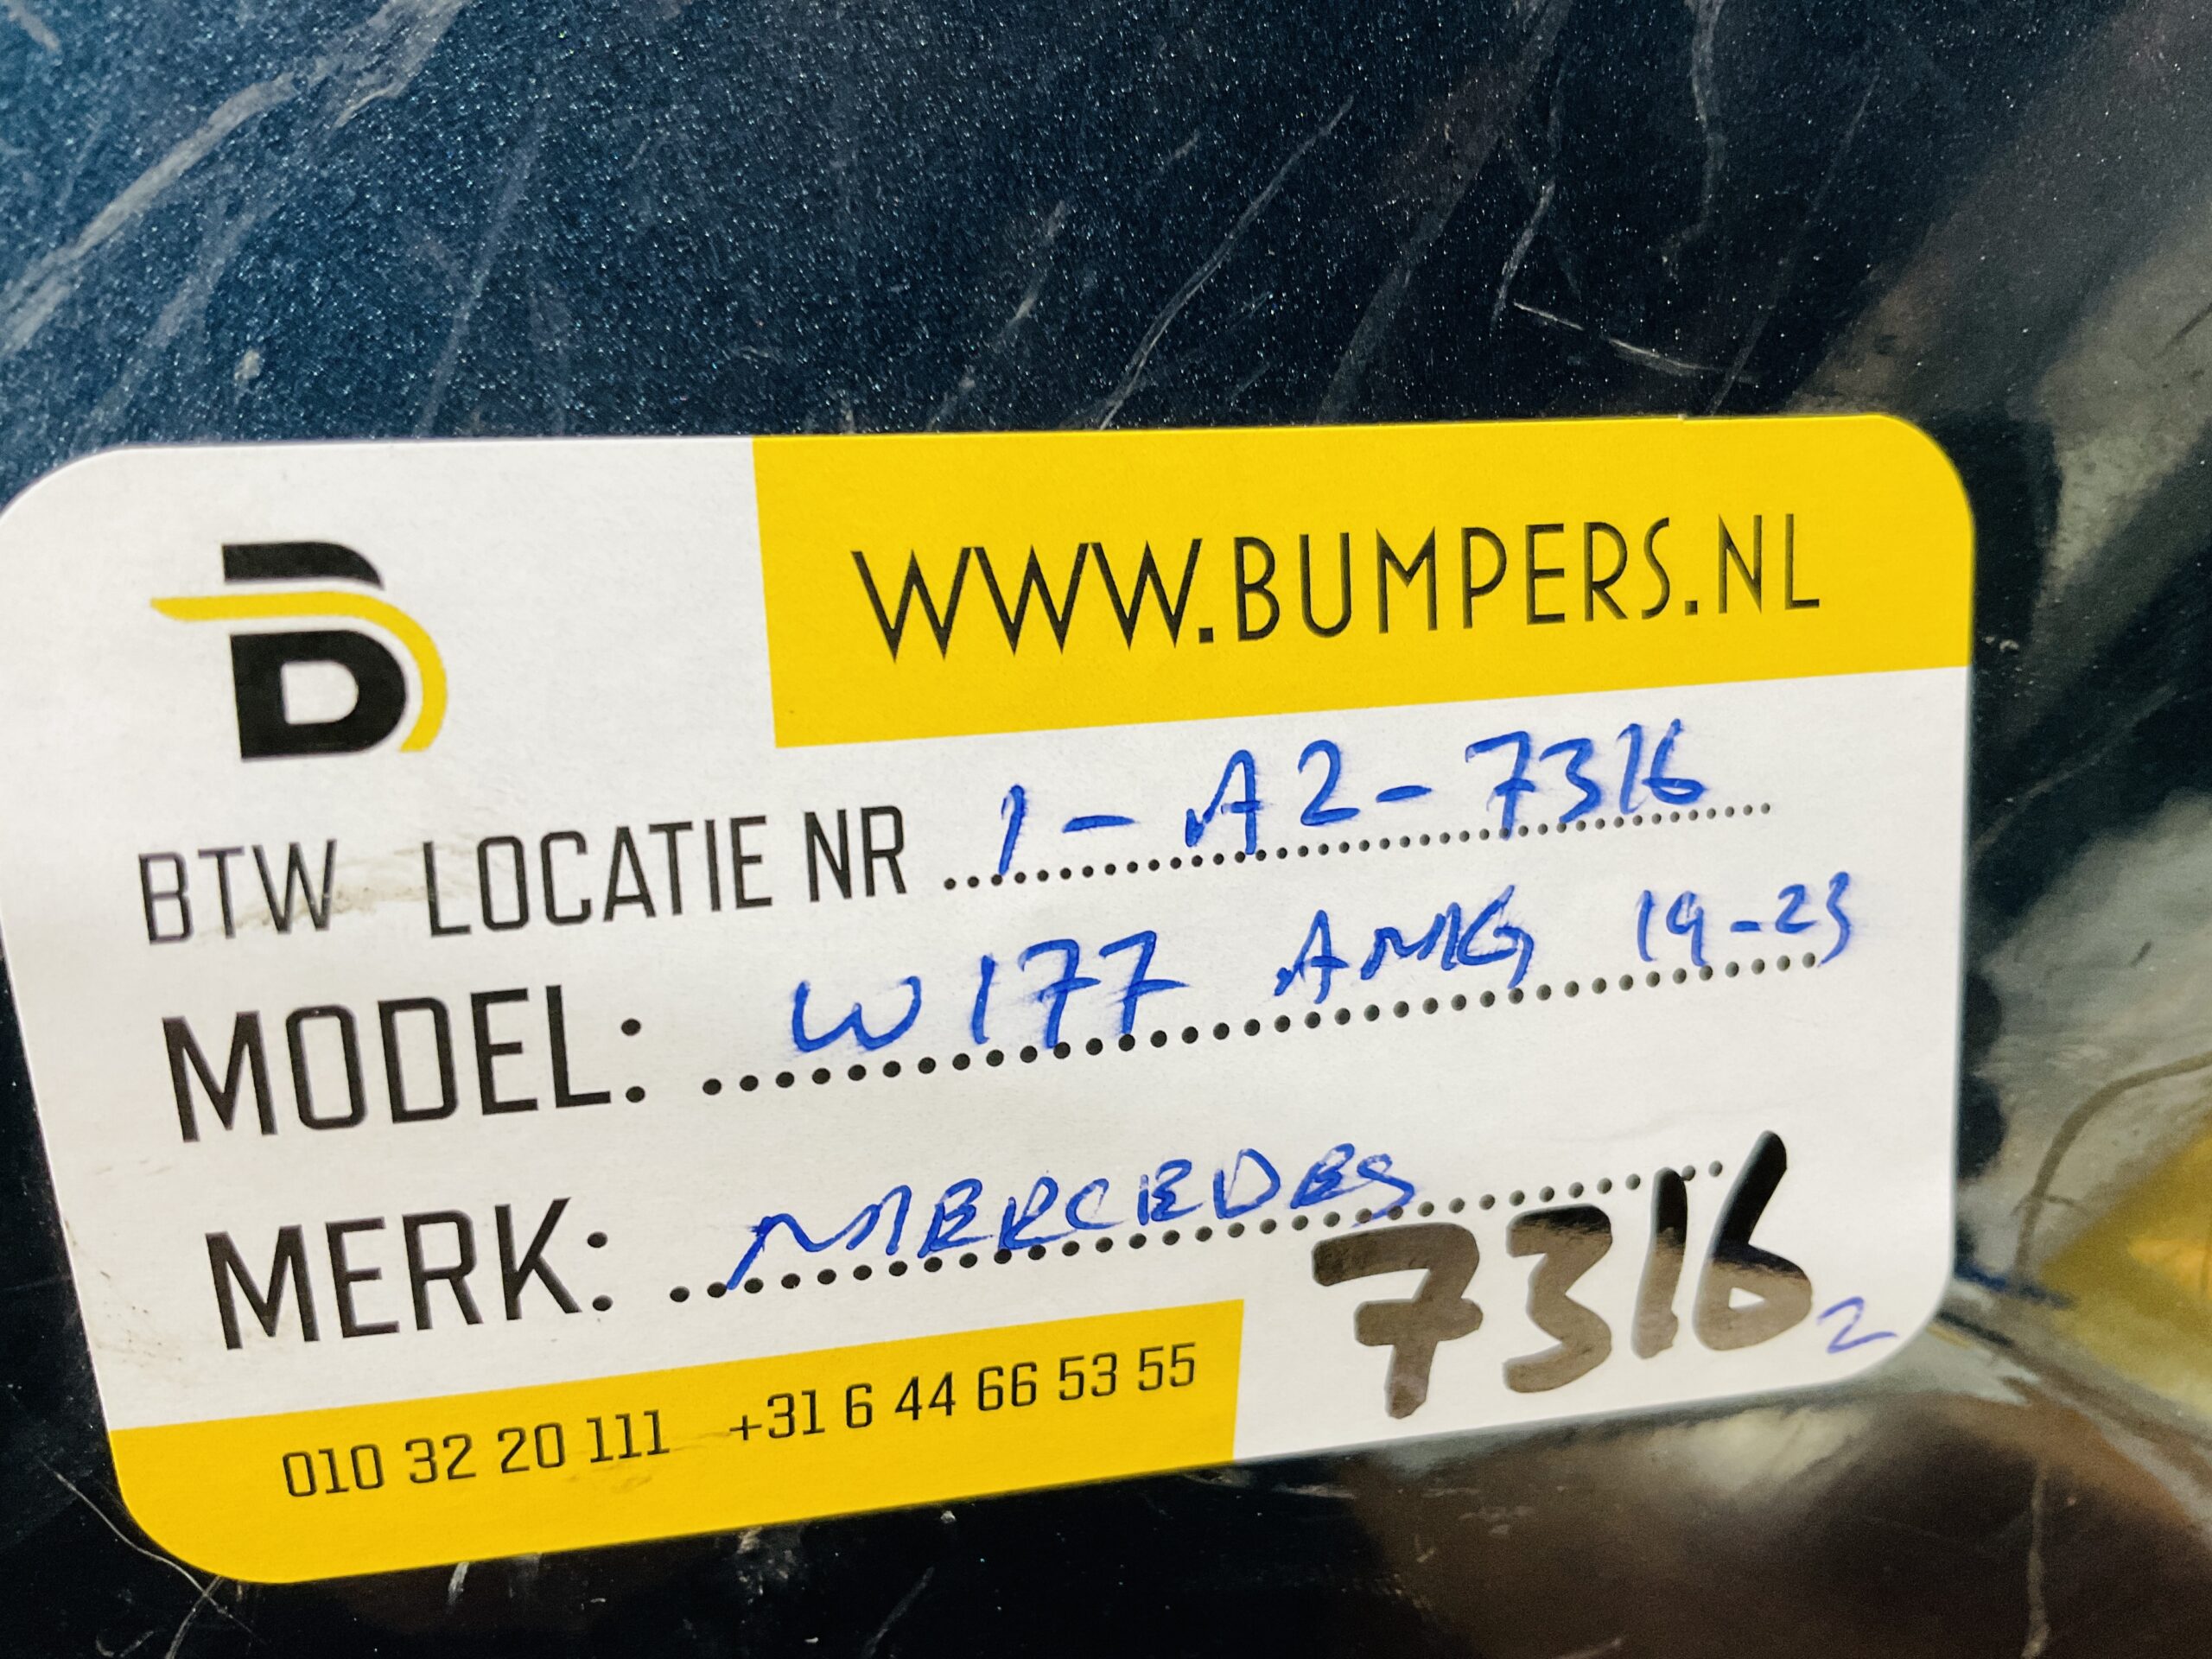 WWW.BUMPERS.NL
BTW LOCATIE NR 1-A2-7316
MODEL: W177 AMG 19-23
MERK: MERCEDES
7316 2
010 32 20 111 +31 6 44 66 53 55